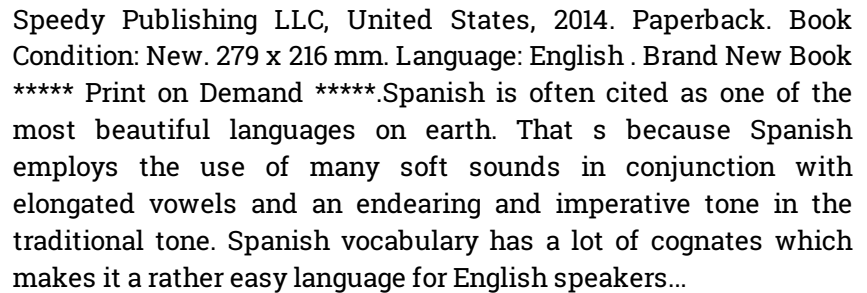 Speedy Publishing LLC, United States, 2014. Paperback. Book
Condition: New. 279 x 216 mm. Language: English . Brand New Book
***** Print on Demand *****.Spanish is often cited as one of the
most beautiful languages on earth. That s because Spanish
employs the use of many soft sounds in conjunction with
elongated vowels and an endearing and imperative tone in the
traditional tone. Spanish vocabulary has a lot of cognates which
makes it a rather easy language for English speakers...